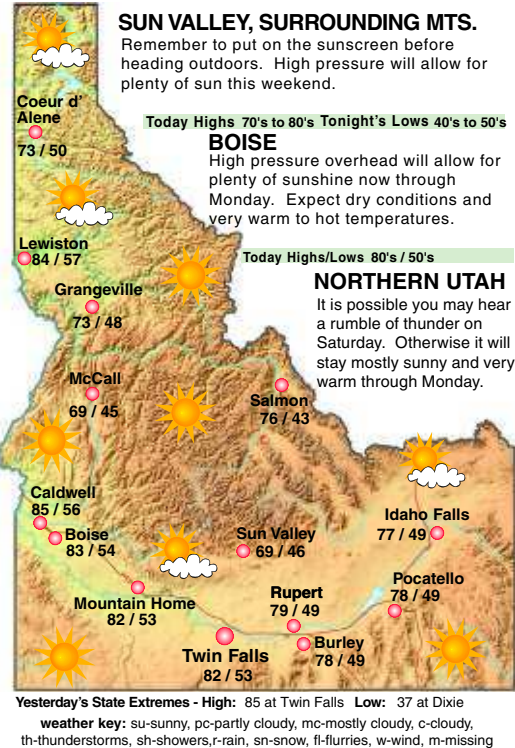 SUN VALLEY, SURROUNDING MTS.
Remember to put on the sunscreen before
heading outdoors. High pressure will allow for
plenty of sun this weekend.
Today Highs 70's to 80's Tonight's Lows 40's to 50's
BOISE
High pressure overhead will allow for
plenty of sunshine now through
Monday. Expect dry conditions and
very warm to hot temperatures.
Today Highs/Lows 80's / 50's
NORTHERN UTAH
It is possible you may hear
a rumble of thunder on
Saturday. Otherwise it will
stay mostly sunny and very
warm through Monday.
Coeur d'
Alene
73 / 50
Lewiston
84 / 57
Grangeville
73 / 48
McCall
69 / 45
Salmon
76 / 43
Caldwell
85 / 56
Boise
83 / 54
Sun Valley
69 / 46
Idaho Falls
77 / 49
Mountain Home
82 / 53
Rupert
79 / 49
Pocatello
78 / 49
Twin Falls
82 / 53
Burley
78 / 49
Yesterday's State Extremes - High: 85 at Twin Falls Low: 37 at Dixie
weather key: su-sunny, pc-partly cloudy, mc-mostly cloudy, c-cloudy,
th-thunderstorms, sh-showers,r-rain, sn-snow, fl-flurries, w-wind, m-missing